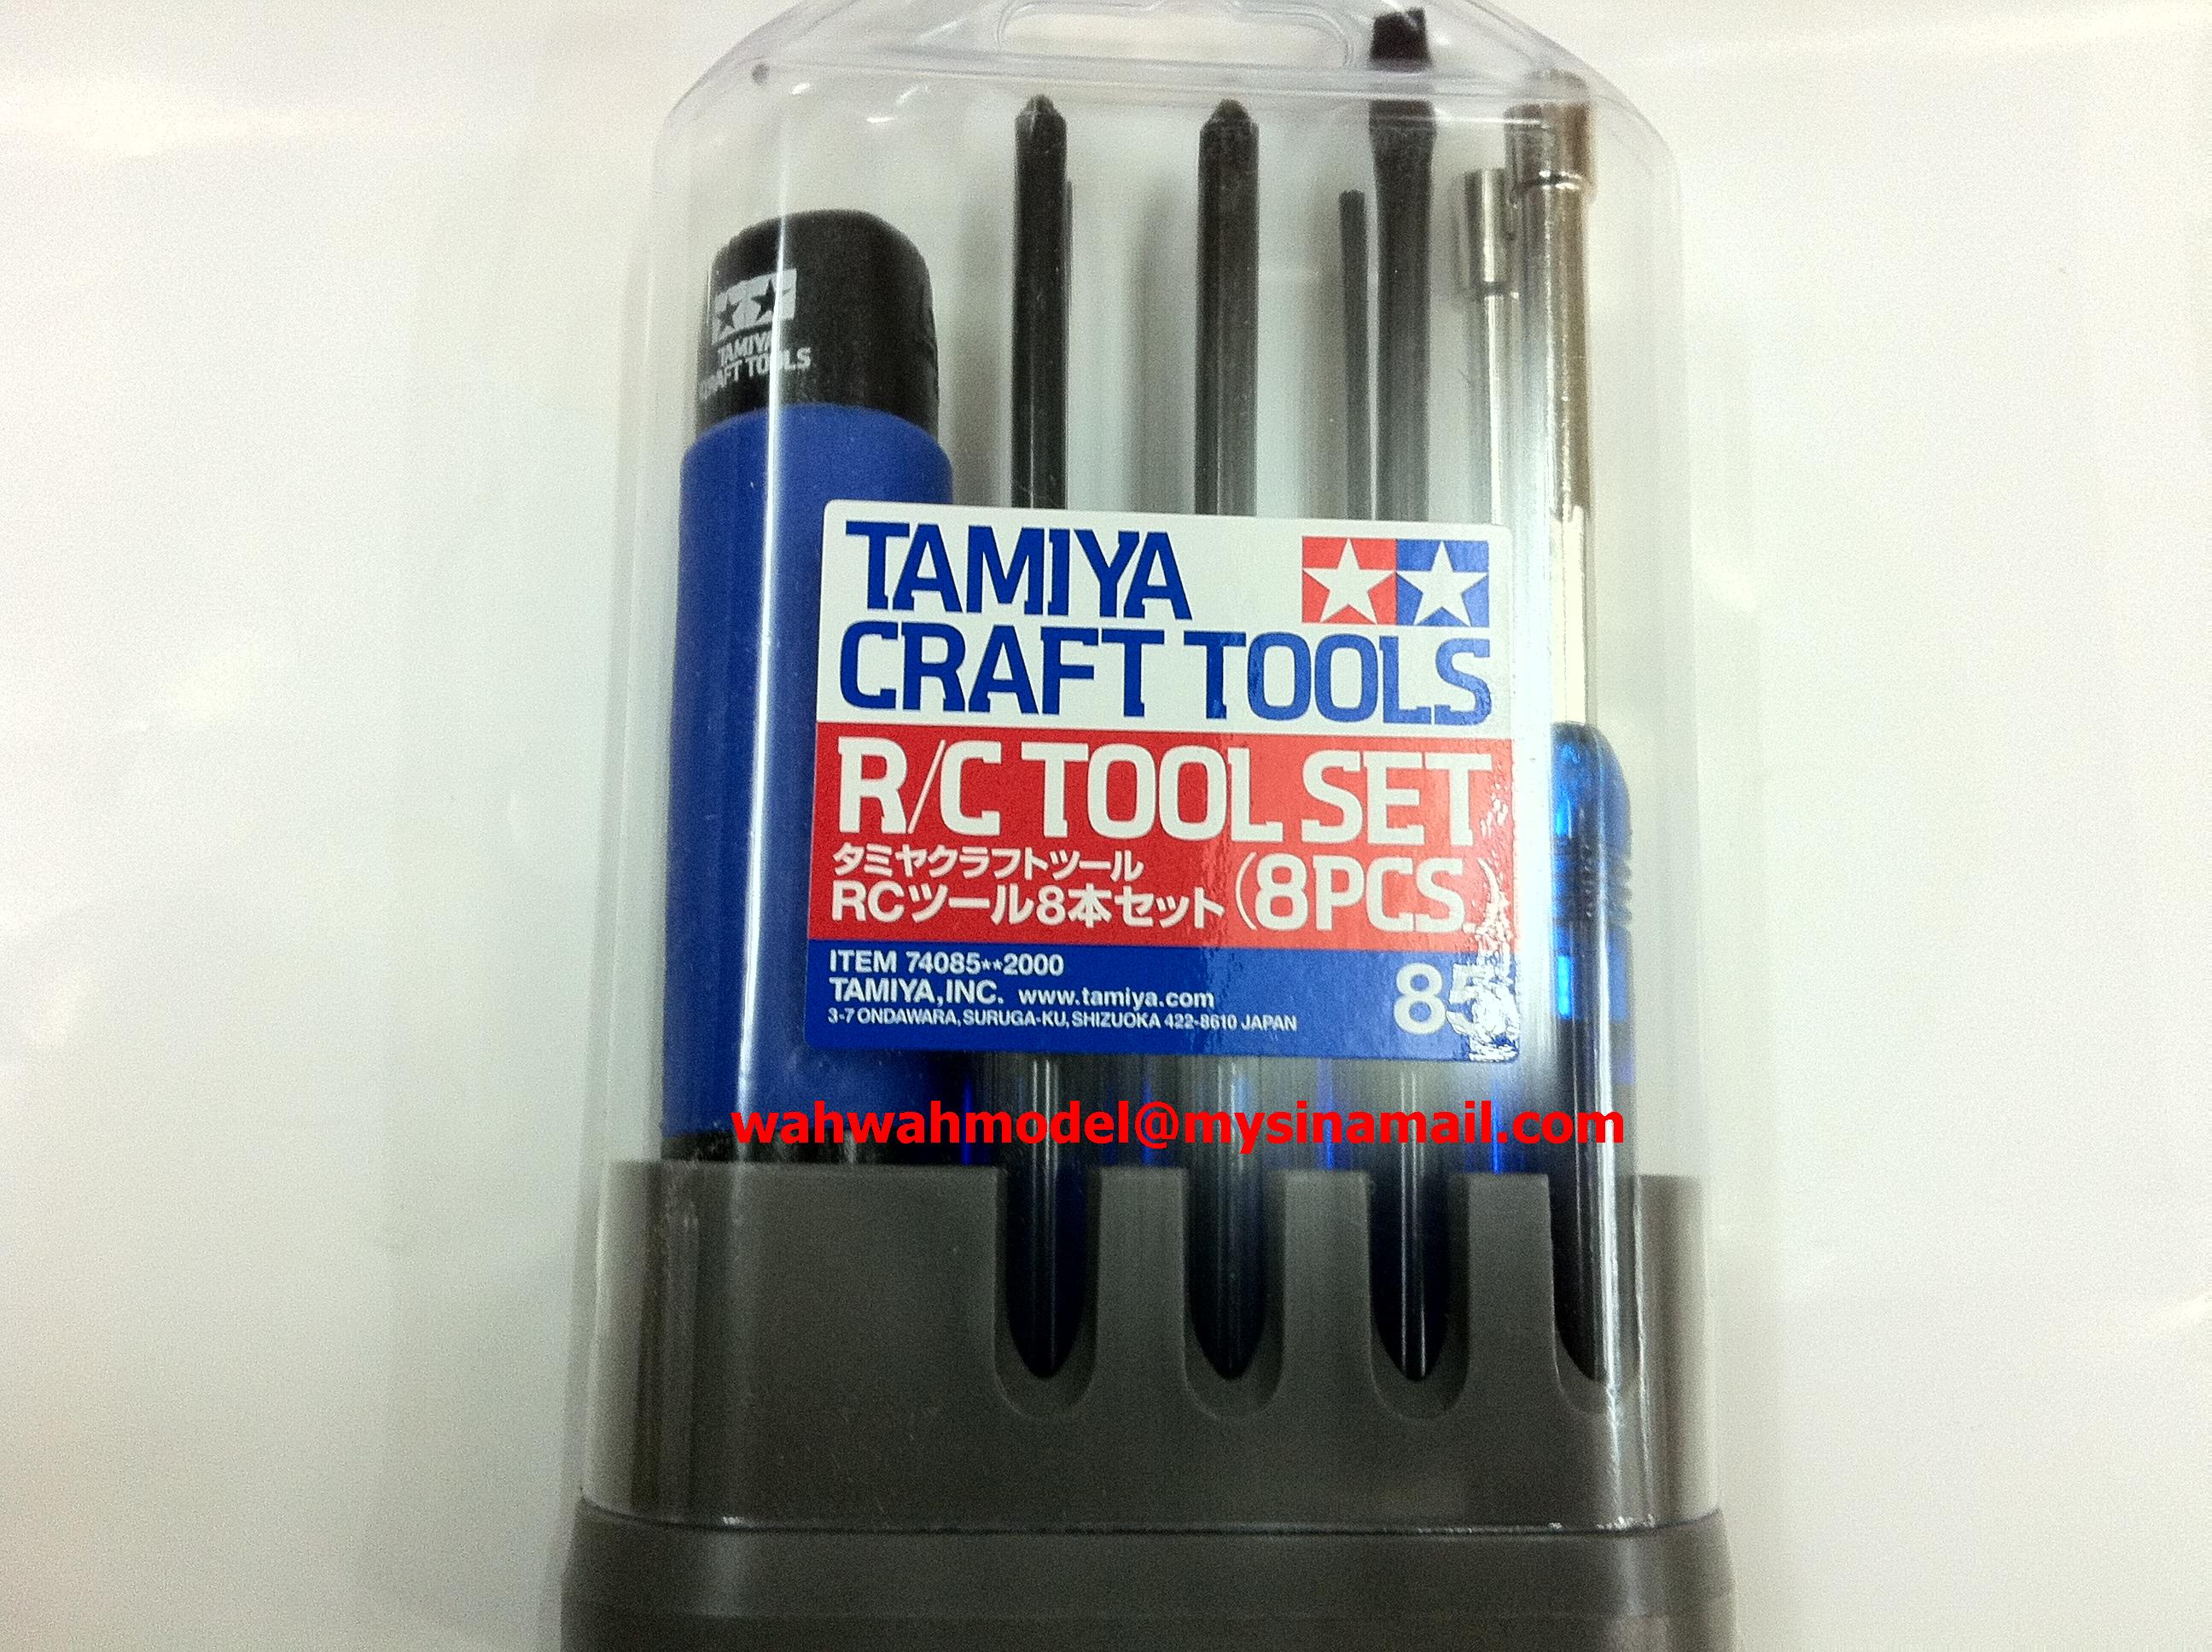 TAMIYA
CRAFT TOOLS
TAMIYA
CRAFT TOOLS
R/C TOOL SET
タミヤクラフトツール
RCツール8本セット (8PCS.)
ITEM 74085**2000
TAMIYA,INC. www.tamiya.com
3-7 ONDAWARA, SURUGA-KU, SHIZUOKA 422-8610 JAPAN
85
wahwahmodel@mysinamail.com